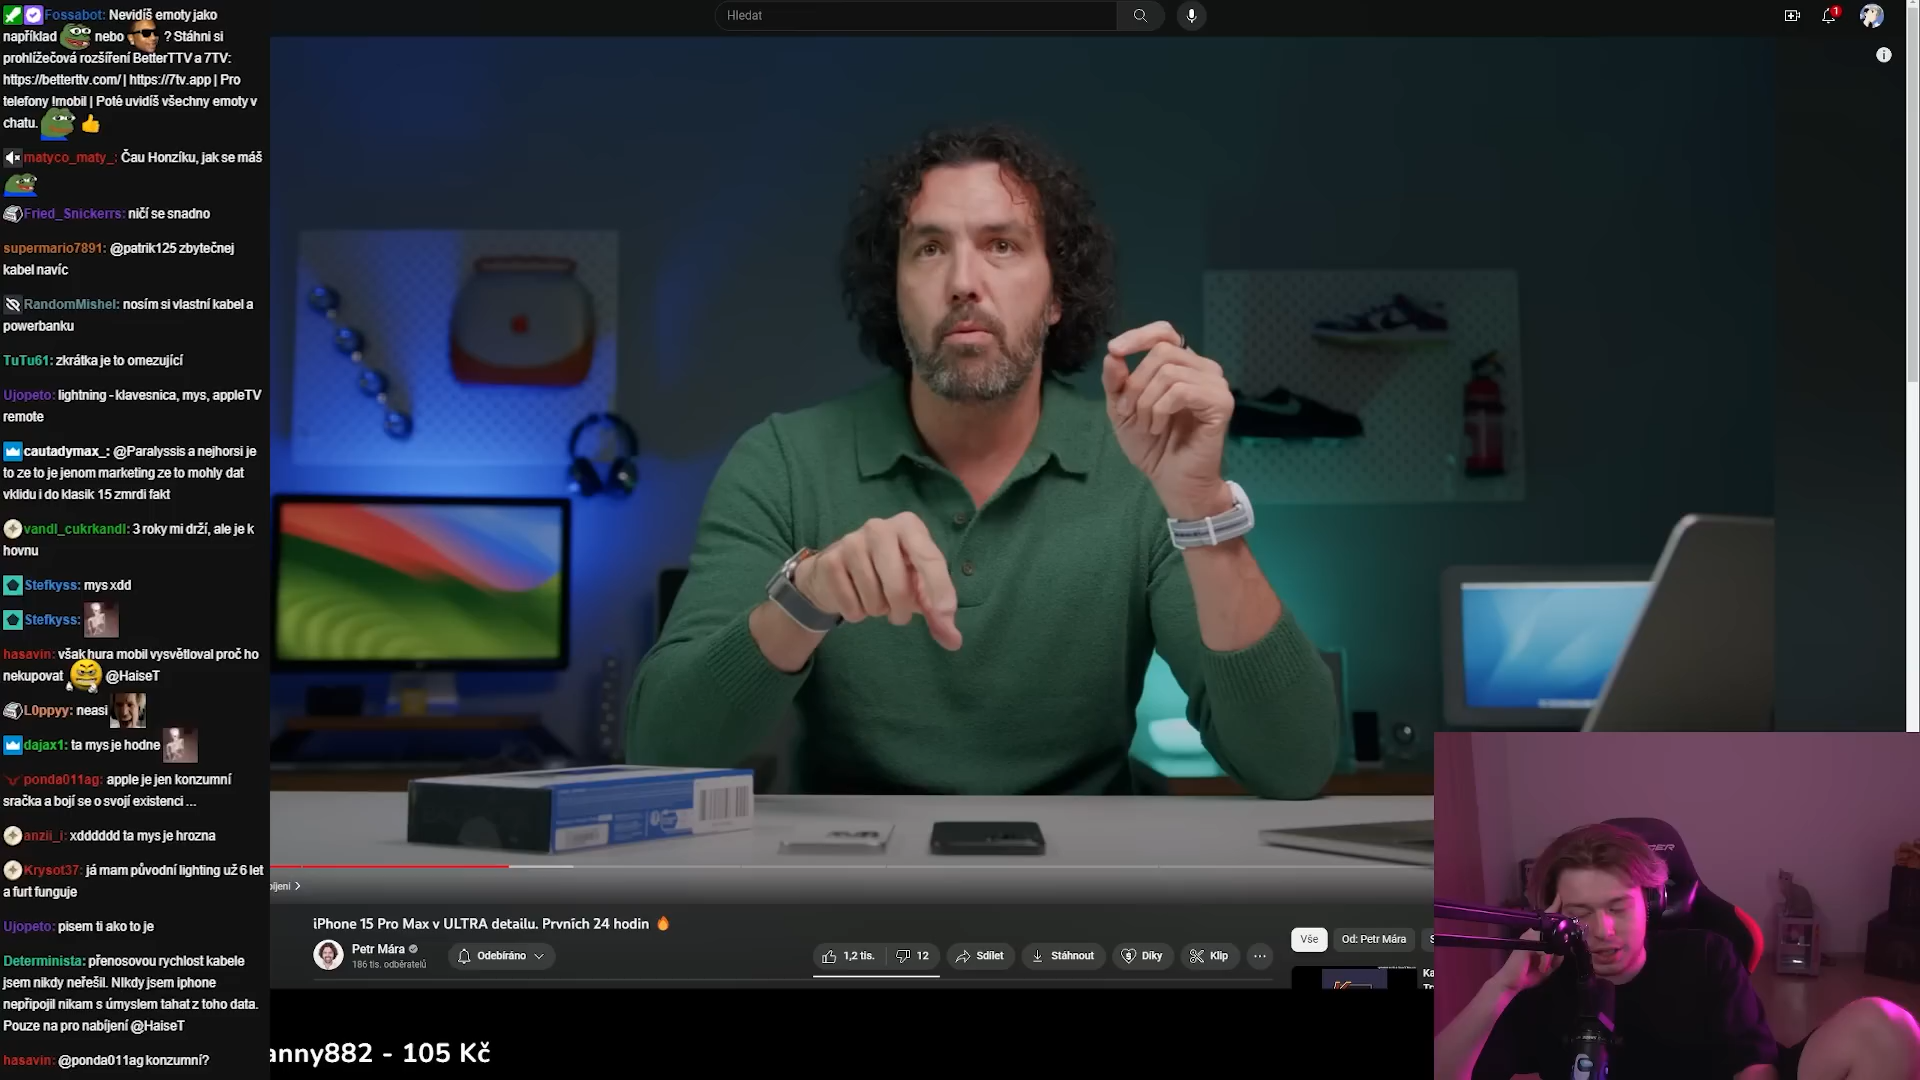 Fossabot: Nevidíš emoty jako
například nebo ? Stáhni si
prohlížečová rozšíření BetterTTV a 7TV:
https://betterttv.com/ | https://7tv.app | Pro
telefony !mobil | Poté uvidíš všechny emoty v
chatu.
matyco_maty_: Čau Honzíku, jak se máš
Fried_Snickerrs: ničí se snadno
supermario7891: @patrik125 zbytečnej
kabel navíc
RandomMishel: nosím si vlastní kabel a
powerbanku
TuTu61: zkrátka je to omezující
Ujopeto: lightning - klavesnica, mys, appleTV
remote
cautadymax_: @Paralyssis a nejhorsi je
to ze to je jenom marketing ze to mohly dat
vklidu i do klasik 15 zmrdi fakt
vandl_cukrkandl: 3 roky mi drží, ale je k
hovnu
Stefkyss: mys xdd
Stefkyss:
hasavin: však hura mobil vysvětloval proč ho
nekupovat @HaiseT
L0ppyy: neasi
dajax1: ta mys je hodne
ponda011ag: apple je jen konzumní
sračka a bojí se o svojí existenci ...
anzii_i: xdddddd ta mys je hrozna
Krysot37: já mam původní lighting už 6 let
a furt funguje
Ujopeto: pisem ti ako to je
Determinista: přenosovou rychlost kabele
jsem nikdy neřešil. NIkdy jsem iphone
nepřipojil nikam s úmyslem tahat z toho data.
Pouze na pro nabíjení @HaiseT
hasavin: @ponda011ag konzumní?
Hledat
1
bíjení
iPhone 15 Pro Max v ULTRA detailu. Prvních 24 hodin
Petr Mára
186 tis. odběratelů
Odebíráno
1,2 tis.
12
Sdílet
Stáhnout
Díky
Klip
Vše
Od: Petr Mára
S
Ka
Tr
anny882 - 105 Kč